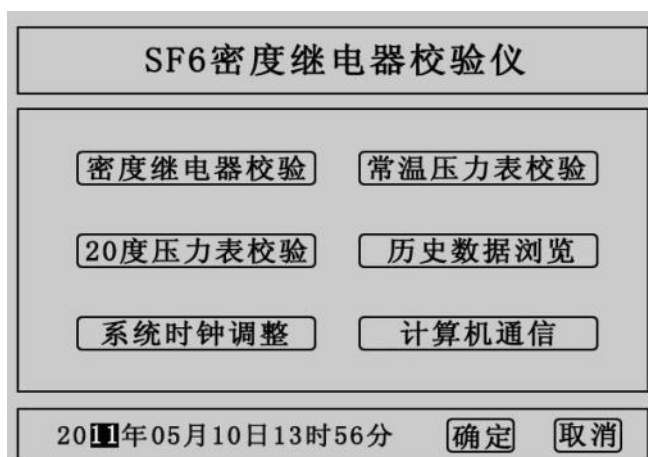 SF6密度继电器校验仪
密度继电器校验 常温压力表校验
20度压力表校验 历史数据浏览
系统时钟调整 计算机通信
2011年05月10日13时56分 确定 取消